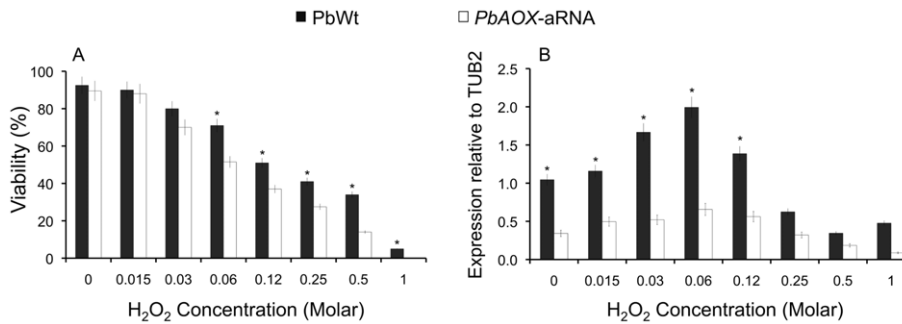 PbWt PbAOX-aRNA
A
Viability (%)
100
80
60
40
20
0
0 0.015 0.03 0.06 0.12 0.25 0.5 1
* * * * *
H₂O₂ Concentration (Molar)
B
Expression relative to TUB2
2.5
2.0
1.5
1.0
0.5
0.0
0 0.015 0.03 0.06 0.12 0.25 0.5 1
* * * * *
H₂O₂ Concentration (Molar)